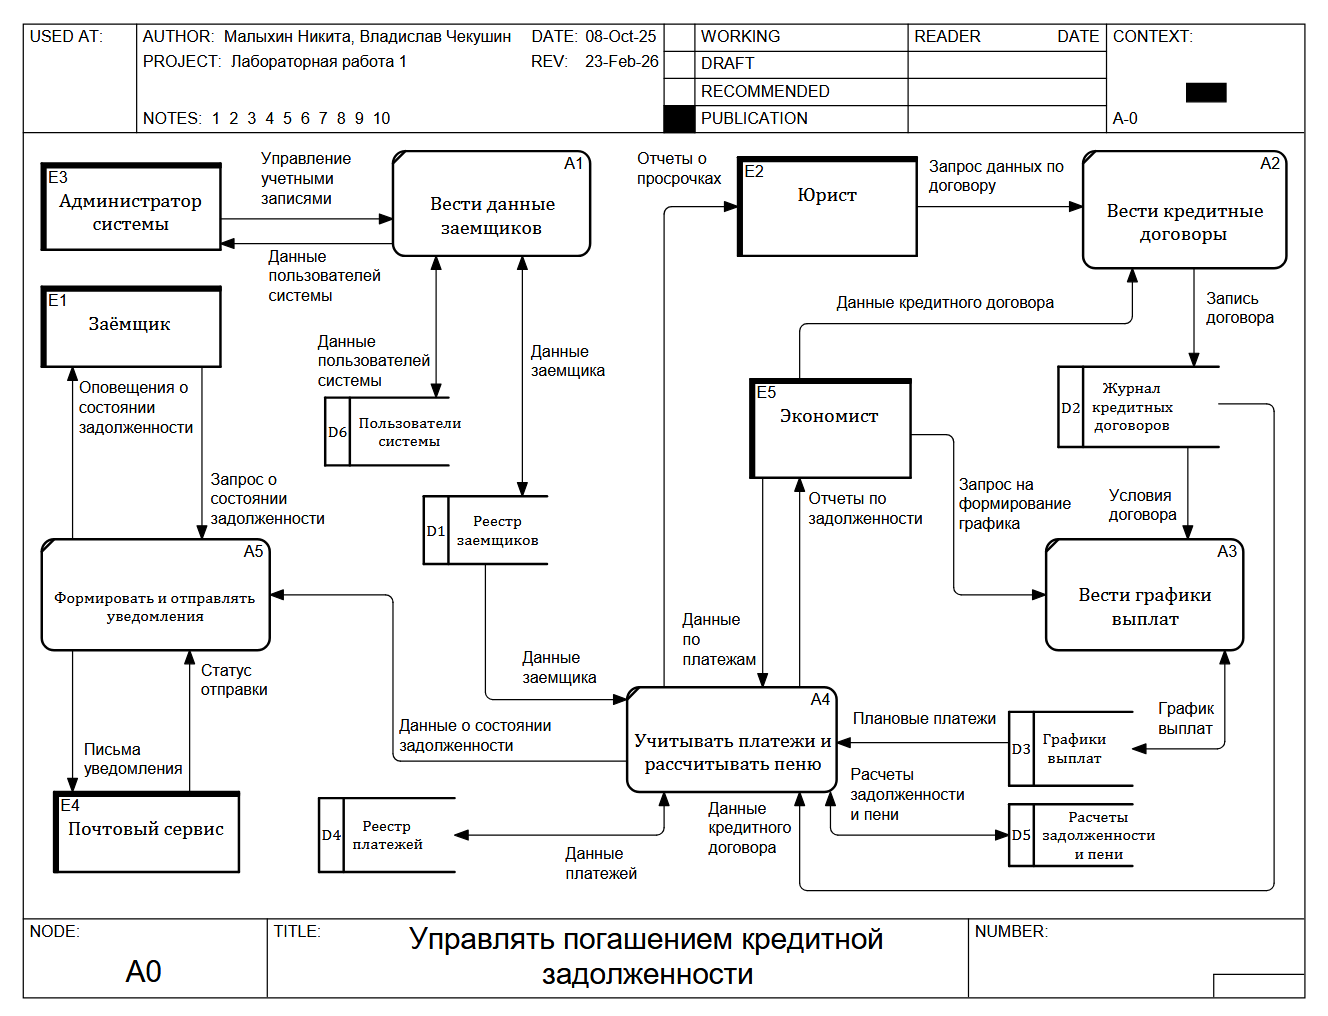 USED AT:
AUTHOR: Малыхин Никита, Владислав Чекушин
DATE: 08-Oct-25
PROJECT: Лабораторная работа 1
REV: 23-Feb-26
NOTES: 1 2 3 4 5 6 7 8 9 10
WORKING
DRAFT
RECOMMENDED
PUBLICATION
READER
DATE
CONTEXT:
A-0
E3
Администратор
системы
Управление
учетными
записями
A1
Вести данные
заемщиков
Отчеты о
просрочках
E2
Юрист
Запрос данных по
договору
A2
Вести кредитные
договоры
Данные
пользователей
системы
E1
Заёмщик
Данные
пользователей
системы
Данные
заемщика
Данные кредитного договора
Запись
договора
Оповещения о
состоянии
задолженности
D6
Пользователи
системы
E5
Экономист
D2
Журнал
кредитных
договоров
Запрос о
состоянии
задолженности
D1
Реестр
заемщиков
Отчеты по
задолженности
Запрос на
формирование
графика
Условия
договора
A5
Формировать и отправлять
уведомления
A3
Вести графики
выплат
Данные
по
платежам
Статус
отправки
Данные
заемщика
A4
Учитывать платежи и
рассчитывать пеню
Данные о состоянии
задолженности
Плановые платежи
D3
Графики
выплат
График
выплат
Письма
уведомления
E4
Почтовый сервис
D4
Реестр
платежей
Данные
платежей
Данные
кредитного
договора
Расчеты
задолженности
и пени
D5
Расчеты
задолженности
и пени
NODE:
A0
TITLE:
Управлять погашением кредитной
задолженности
NUMBER: